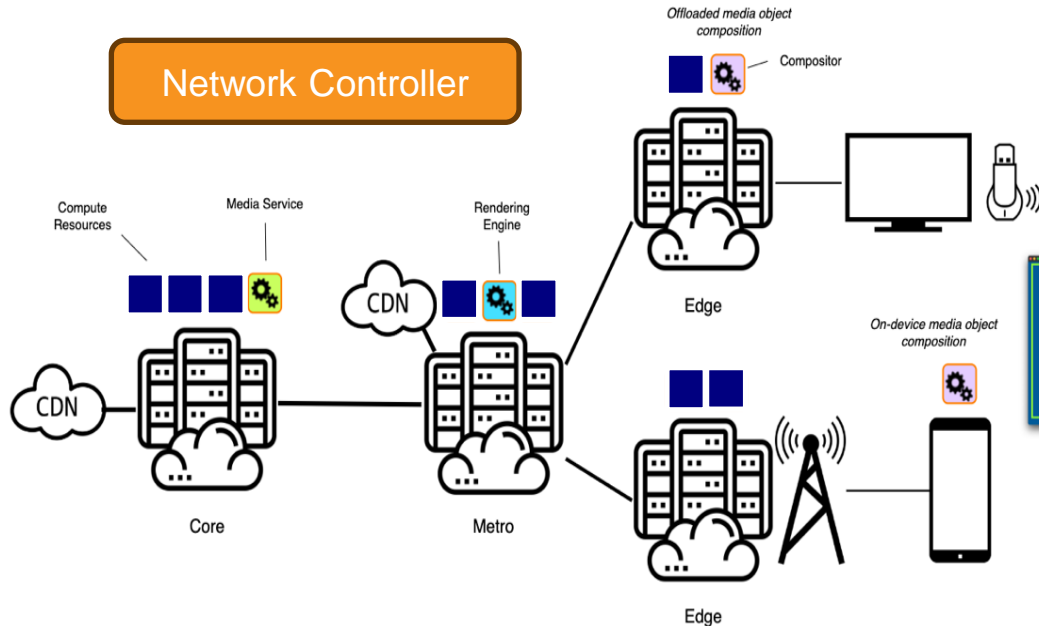 Offloaded media object
composition
Network Controller
Compositor
Compute
Resources
Media Service
Rendering
Engine
CDN
Edge
On-device media object
composition
CDN
Core
Metro
Edge